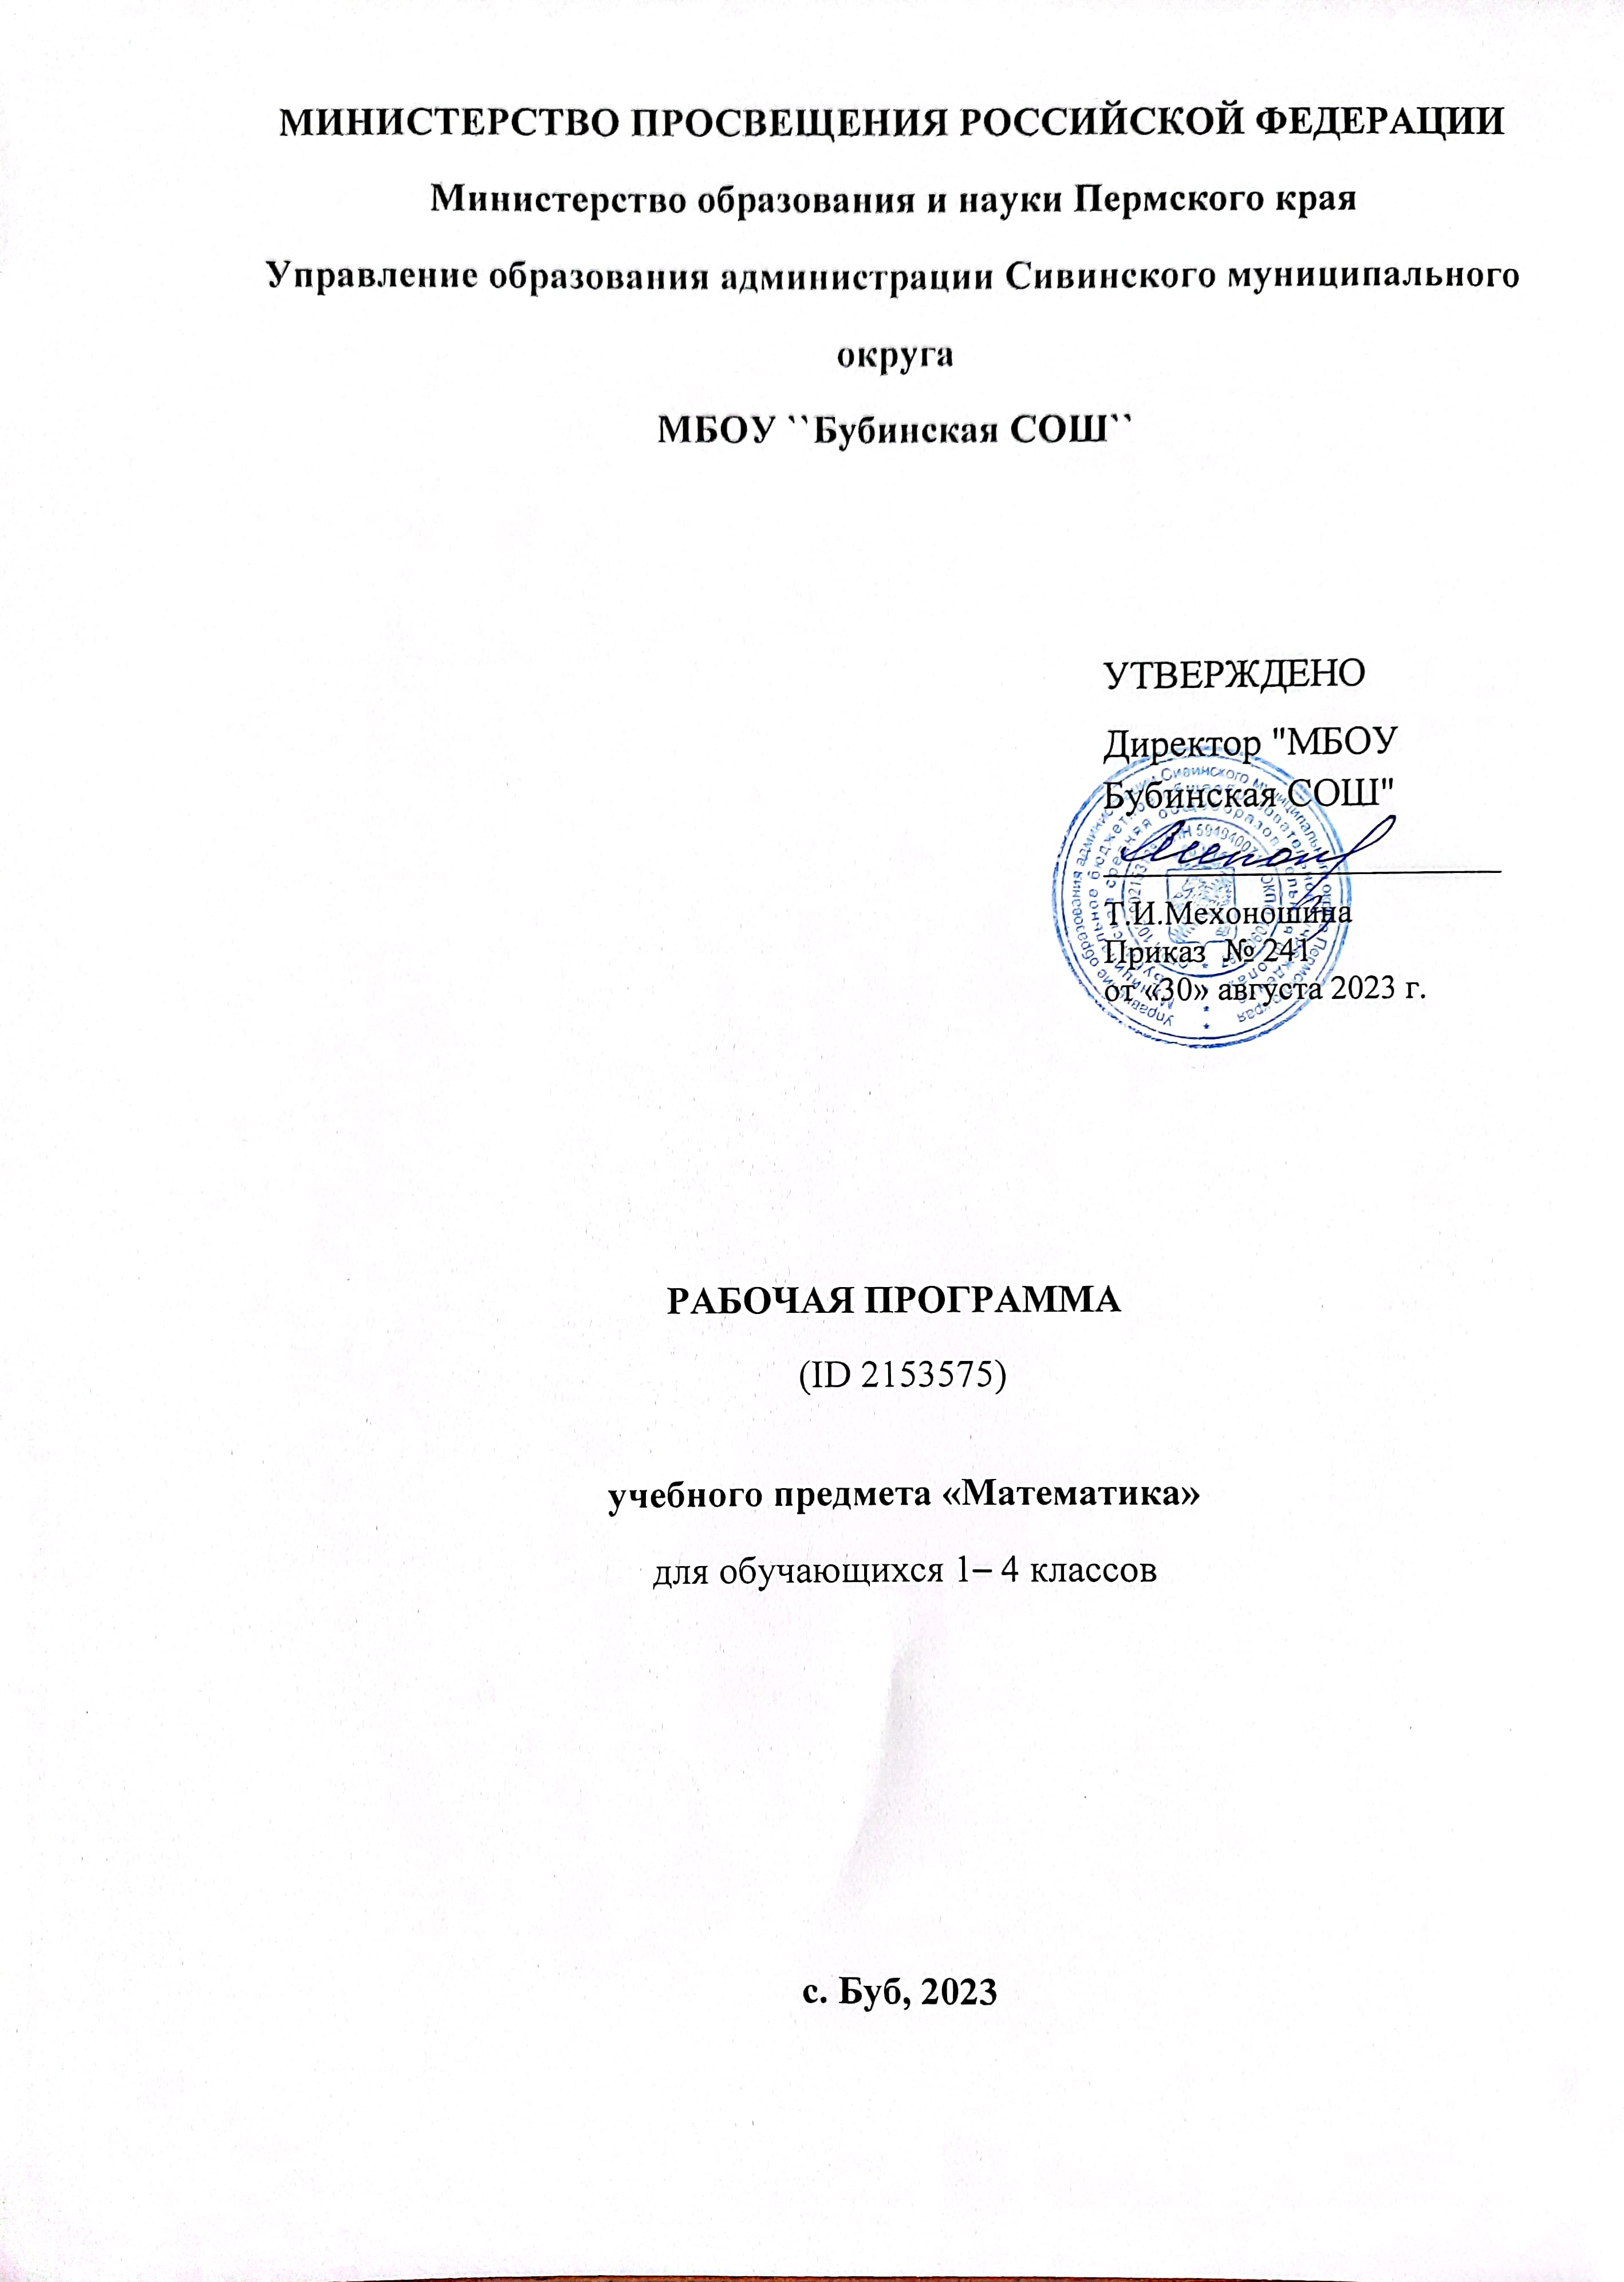 МИНИСТЕРСТВО ПРОСВЕЩЕНИЯ РОССИЙСКОЙ ФЕДЕРАЦИИ
Министерство образования и науки Пермского края
Управление образования администрации Сивинского муниципального
округа
МБОУ ``Бубинская СОШ``
УТВЕРЖДЕНО
Директор "МБОУ
Бубинская СОШ"
Т.И.Мехоношина
Приказ № 241
от «30» августа 2023 г.
РАБОЧАЯ ПРОГРАММА
(ID 2153575)
учебного предмета «Математика»
для обучающихся 1– 4 классов
с. Буб, 2023